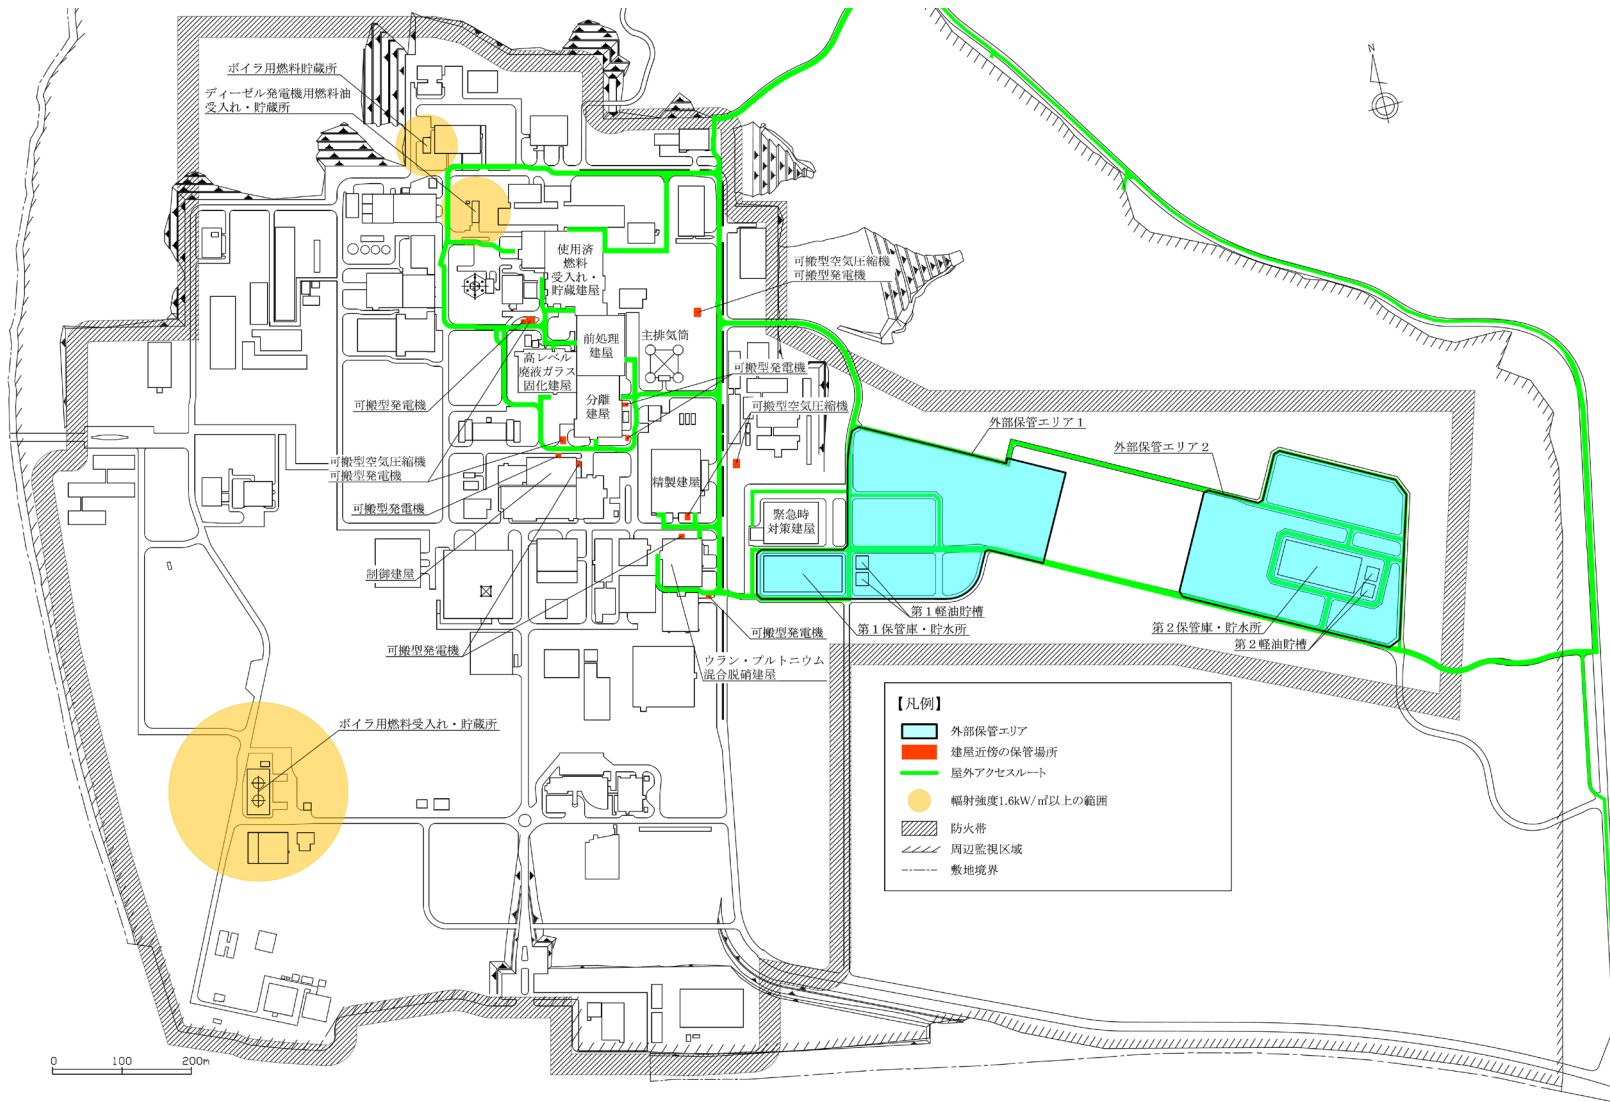 ボイラ用燃料貯蔵所
ディーゼル発電機用燃料油
受入れ・貯蔵所
N
使用済
燃料
受入れ・
貯蔵建屋
可搬型空気圧縮機
可搬型発電機
前処理
建屋
主排気筒
高レベル
廃液ガラス
固化建屋
可搬型発電機
分離
建屋
可搬型発電機
可搬型空気圧縮機
外部保管エリア1
外部保管エリア2
可搬型空気圧縮機
可搬型発電機
精製建屋
可搬型発電機
緊急時
対策建屋
制御建屋
第1軽油貯槽
第1保管庫・貯水所
可搬型発電機
第2保管庫・貯水所
第2軽油貯槽
可搬型発電機
ウラン・プルトニウム
混合脱硝建屋
ボイラ用燃料受入れ・貯蔵所
【凡例】
外部保管エリア
建屋近傍の保管場所
屋外アクセスルート
輻射強度1.6kW/㎡以上の範囲
防火帯
周辺監視区域
敷地境界
0 100 200m